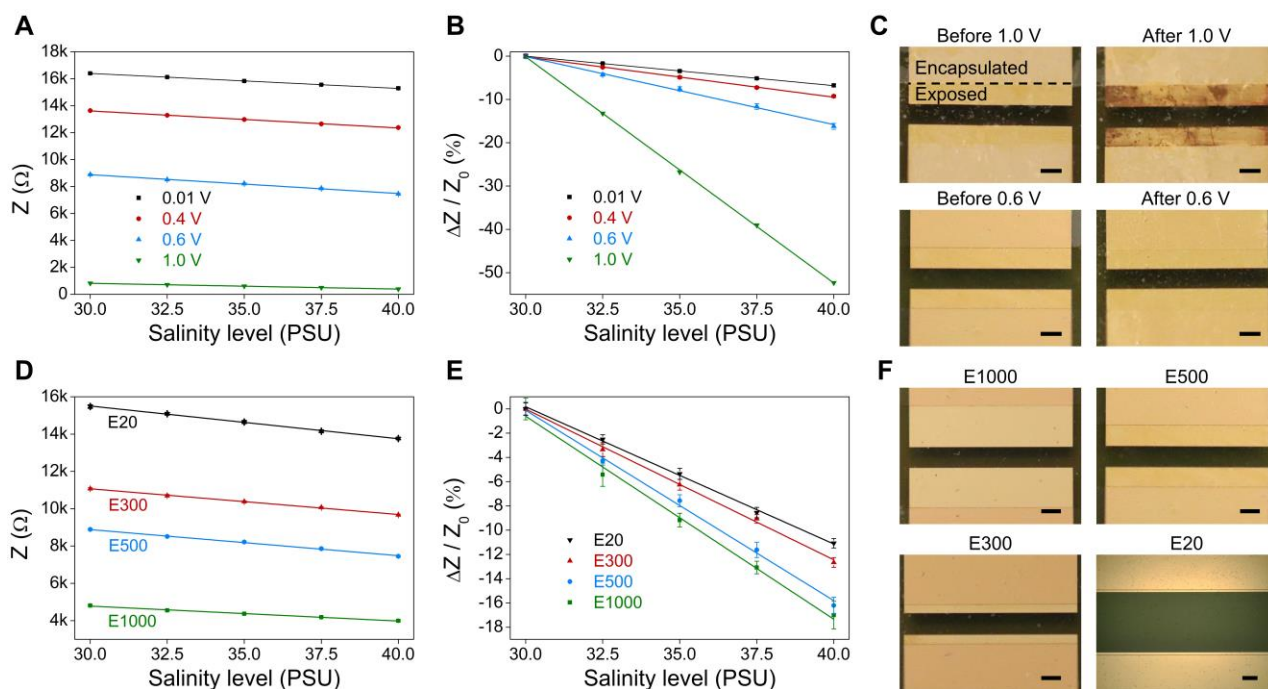 A
18k
16k
14k
12k
10k
8k
6k
4k
2k
0
Z (Ω)
0.01 V
0.4 V
0.6 V
1.0 V
30.0 32.5 35.0 37.5 40.0
Salinity level (PSU)
B
0
-10
-20
-30
-40
-50
ΔZ / Z₀ (%)
0.01 V
0.4 V
0.6 V
1.0 V
30.0 32.5 35.0 37.5 40.0
Salinity level (PSU)
C
Before 1.0 V After 1.0 V
Encapsulated
Exposed
Before 0.6 V After 0.6 V
D
16k
14k
12k
10k
8k
6k
4k
Z (Ω)
E20
E300
E500
E1000
30.0 32.5 35.0 37.5 40.0
Salinity level (PSU)
E
0
-2
-4
-6
-8
-10
-12
-14
-16
-18
ΔZ / Z₀ (%)
E20
E300
E500
E1000
30.0 32.5 35.0 37.5 40.0
Salinity level (PSU)
F
E1000 E500
E300 E20